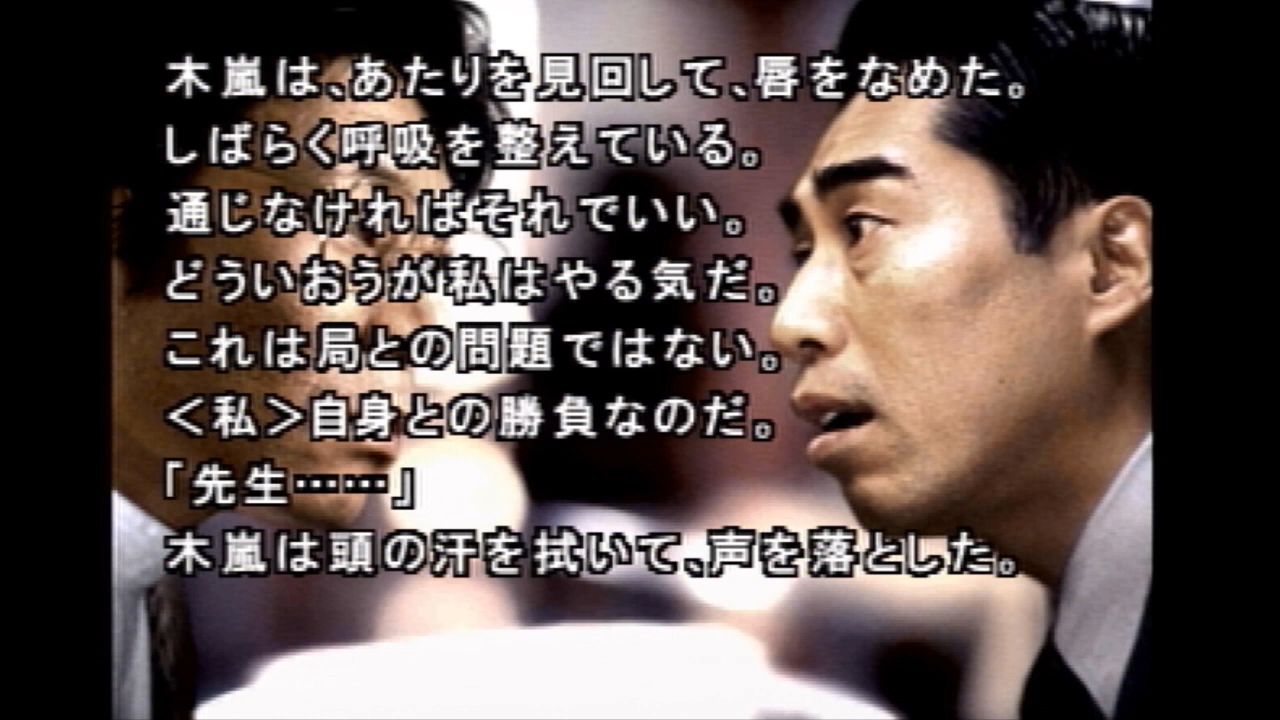 木嵐は、あたりを見回して、唇をなめた。
しばらく呼吸を整えている。
通じなければそれでいい。
どういおうが私はやる気だ。
これは局との問題ではない。
＜私＞自身との勝負なのだ。
「先生……」
木嵐は頭の汗を拭いて、声を落とした。